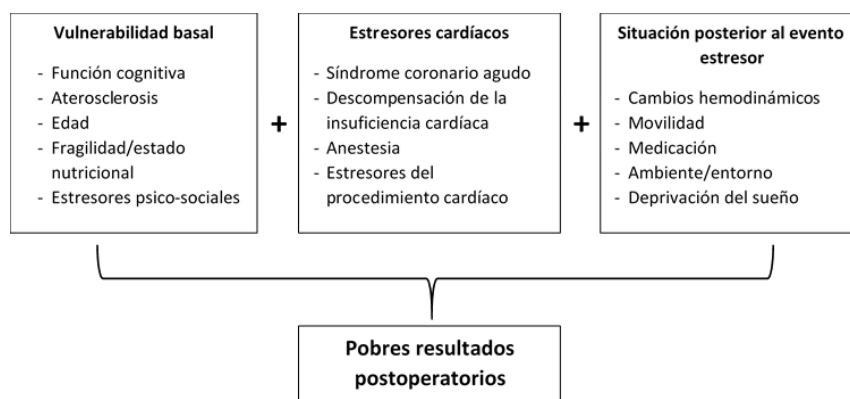 Vulnerabilidad basal
- Función cognitiva
- Aterosclerosis
- Edad
- Fragilidad/estado
nutricional
- Estresores psico-sociales
+
Estresores cardíacos
- Síndrome coronario agudo
- Descompensación de la
insuficiencia cardíaca
- Anestesia
- Estresores del
procedimiento cardíaco
+
Situación posterior al evento
estresor
- Cambios hemodinámicos
- Movilidad
- Medicación
- Ambiente/entorno
- Deprivación del sueño
Pobres resultados
postoperatorios